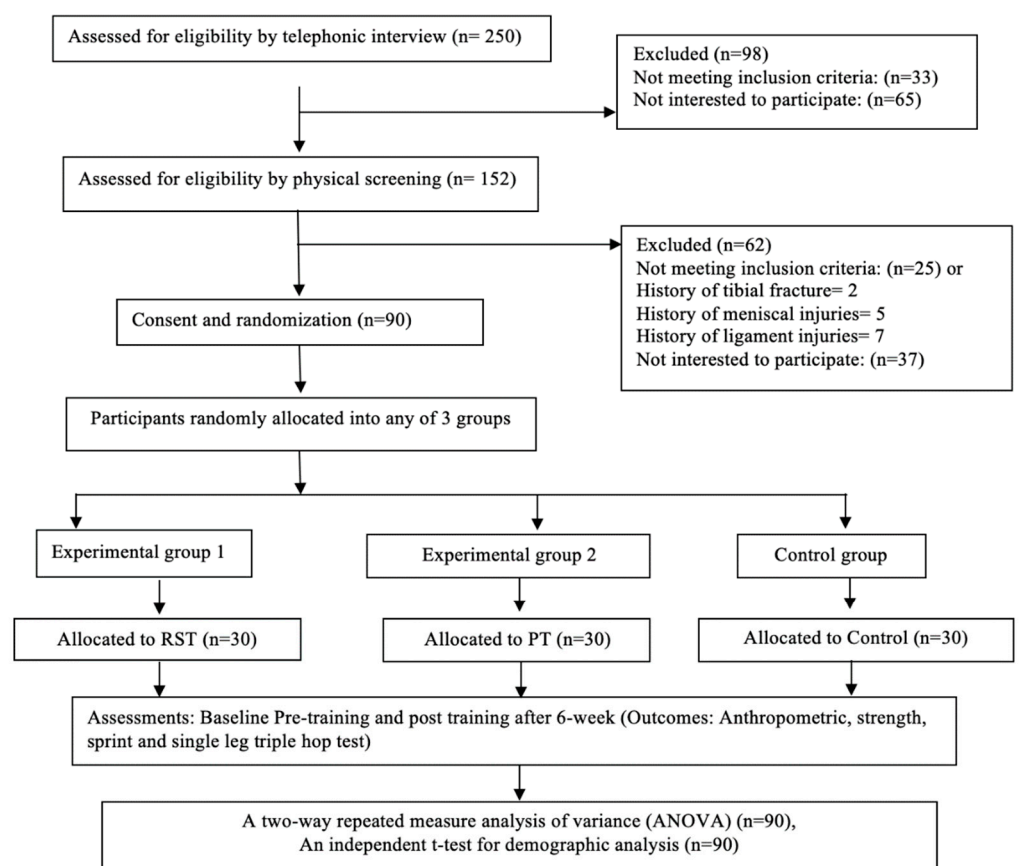 Assessed for eligibility by telephonic interview (n= 250)
Excluded (n=98)
Not meeting inclusion criteria: (n=33)
Not interested to participate: (n=65)
Assessed for eligibility by physical screening (n= 152)
Excluded (n=62)
Not meeting inclusion criteria: (n=25) or
History of tibial fracture= 2
History of meniscal injuries= 5
History of ligament injuries= 7
Not interested to participate: (n=37)
Consent and randomization (n=90)
Participants randomly allocated into any of 3 groups
Experimental group 1
Experimental group 2
Control group
Allocated to RST (n=30)
Allocated to PT (n=30)
Allocated to Control (n=30)
Assessments: Baseline Pre-training and post training after 6-week (Outcomes: Anthropometric, strength,
sprint and single leg triple hop test)
A two-way repeated measure analysis of variance (ANOVA) (n=90),
An independent t-test for demographic analysis (n=90)